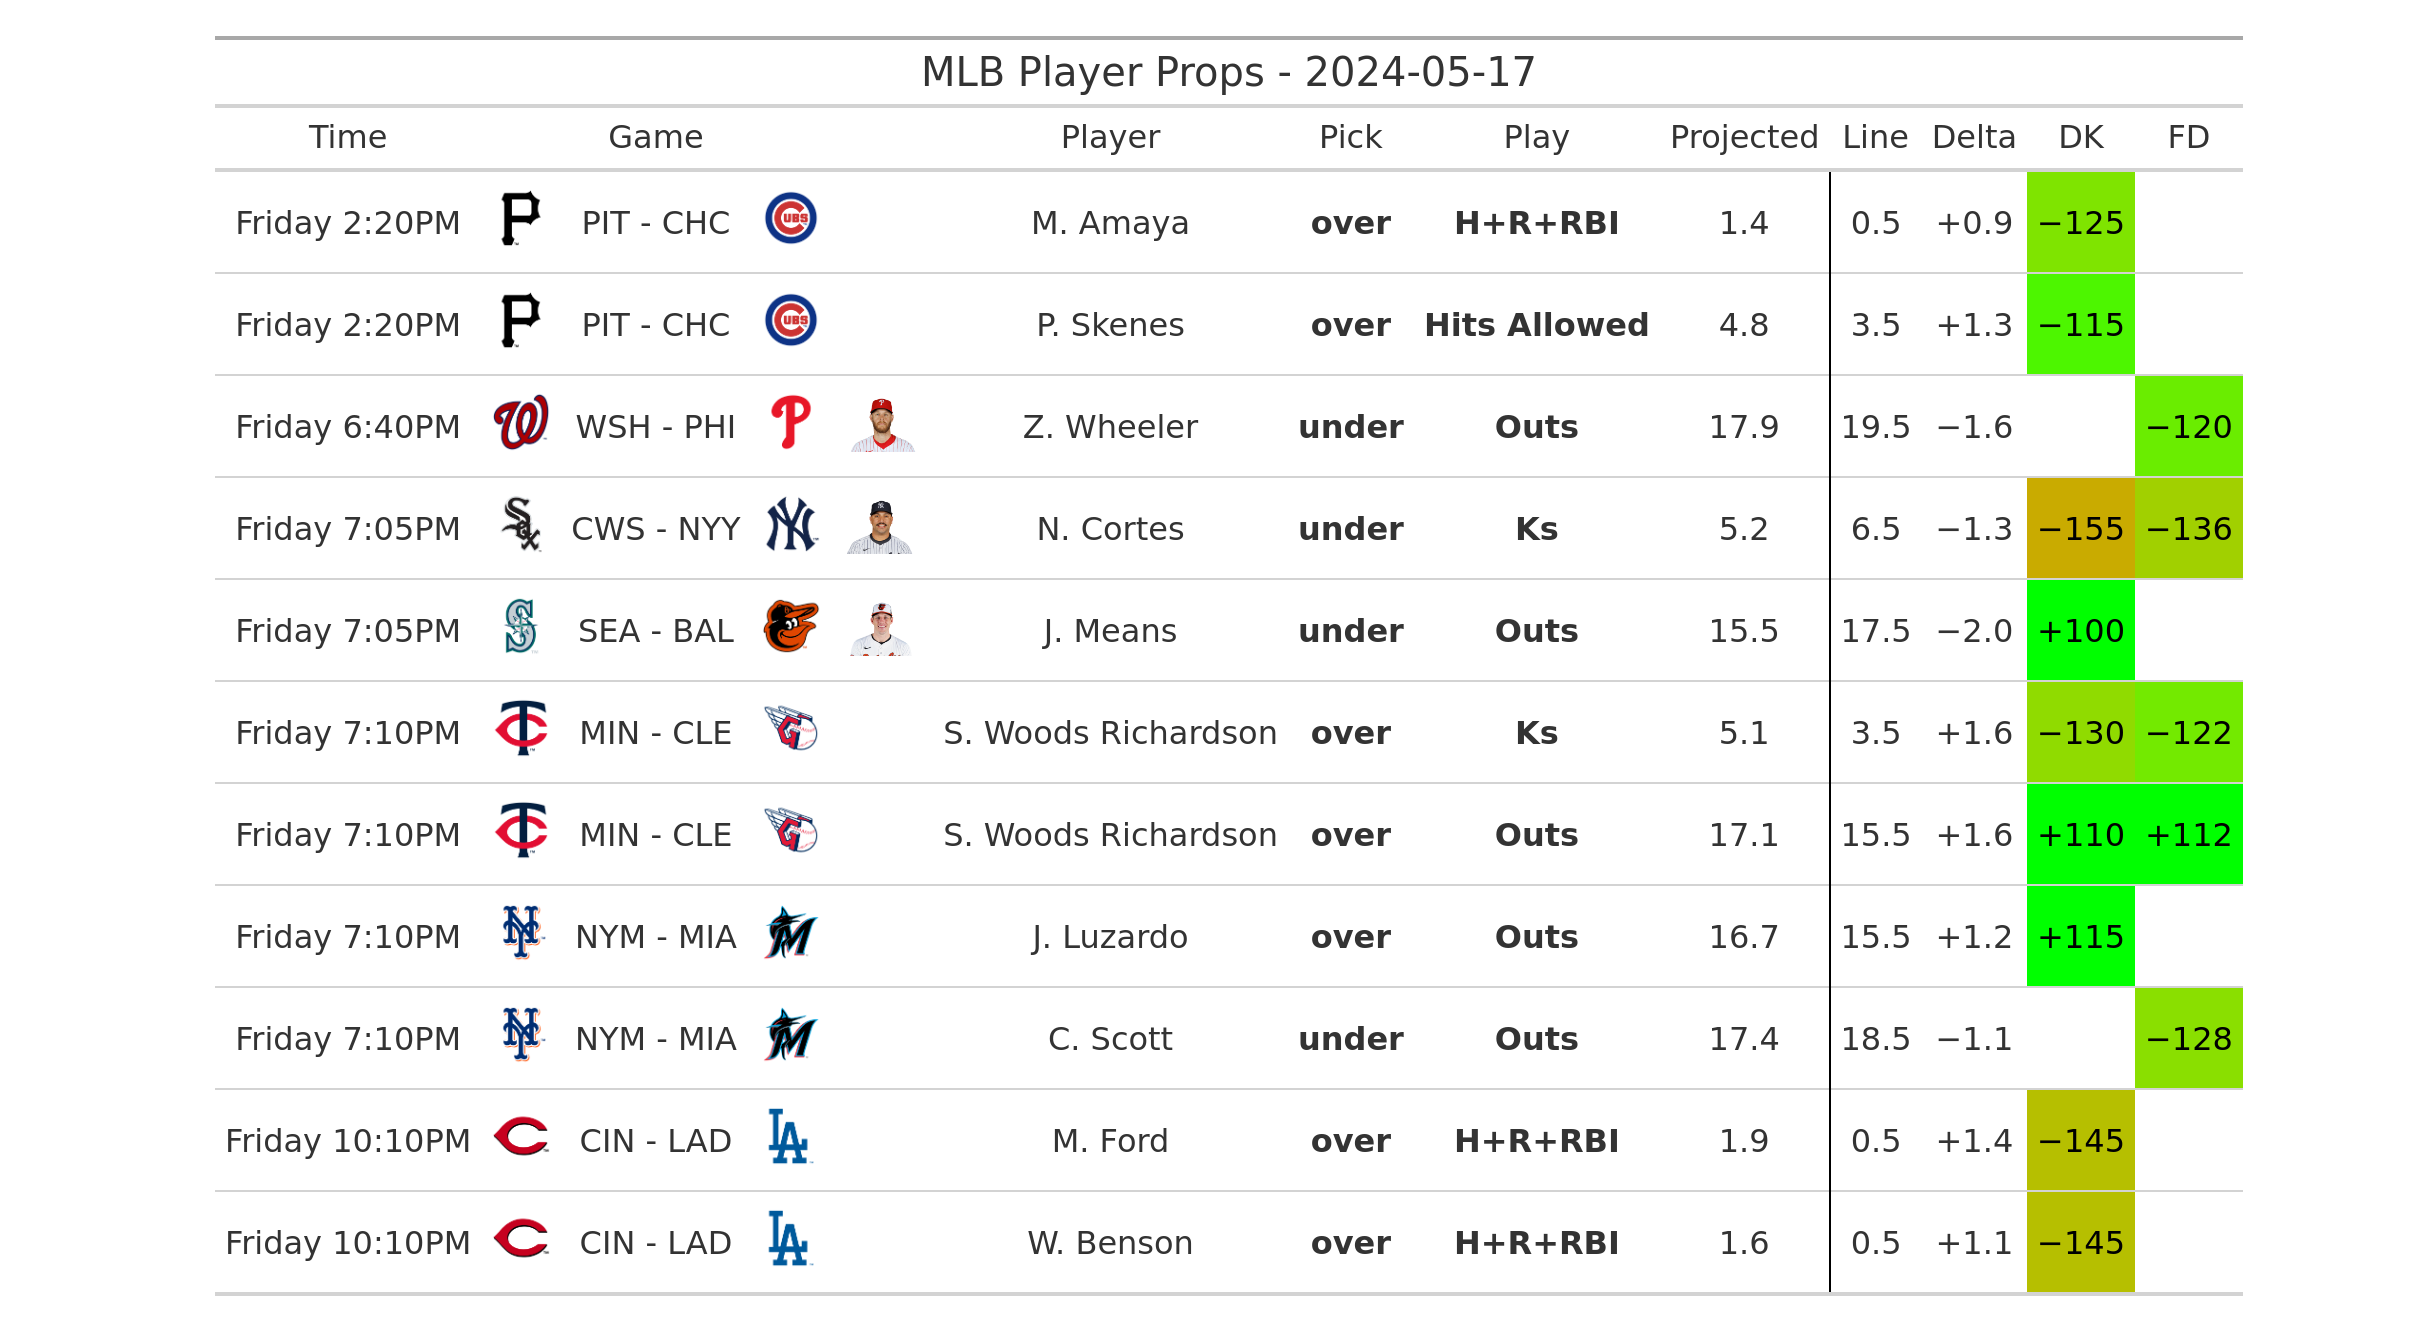 MLB Player Props - 2024-05-17
Time Game Player Pick Play Projected Line Delta DK FD
Friday 2:20PM PIT - CHC M. Amaya over H+R+RBI 1.4 0.5 +0.9 −125
Friday 2:20PM PIT - CHC P. Skenes over Hits Allowed 4.8 3.5 +1.3 −115
Friday 6:40PM WSH - PHI Z. Wheeler under Outs 17.9 19.5 −1.6 −120
Friday 7:05PM CWS - NYY N. Cortes under Ks 5.2 6.5 −1.3 −155 −136
Friday 7:05PM SEA - BAL J. Means under Outs 15.5 17.5 −2.0 +100
Friday 7:10PM MIN - CLE S. Woods Richardson over Ks 5.1 3.5 +1.6 −130 −122
Friday 7:10PM MIN - CLE S. Woods Richardson over Outs 17.1 15.5 +1.6 +110 +112
Friday 7:10PM NYM - MIA J. Luzardo over Outs 16.7 15.5 +1.2 +115
Friday 7:10PM NYM - MIA C. Scott under Outs 17.4 18.5 −1.1 −128
Friday 10:10PM CIN - LAD M. Ford over H+R+RBI 1.9 0.5 +1.4 −145
Friday 10:10PM CIN - LAD W. Benson over H+R+RBI 1.6 0.5 +1.1 −145